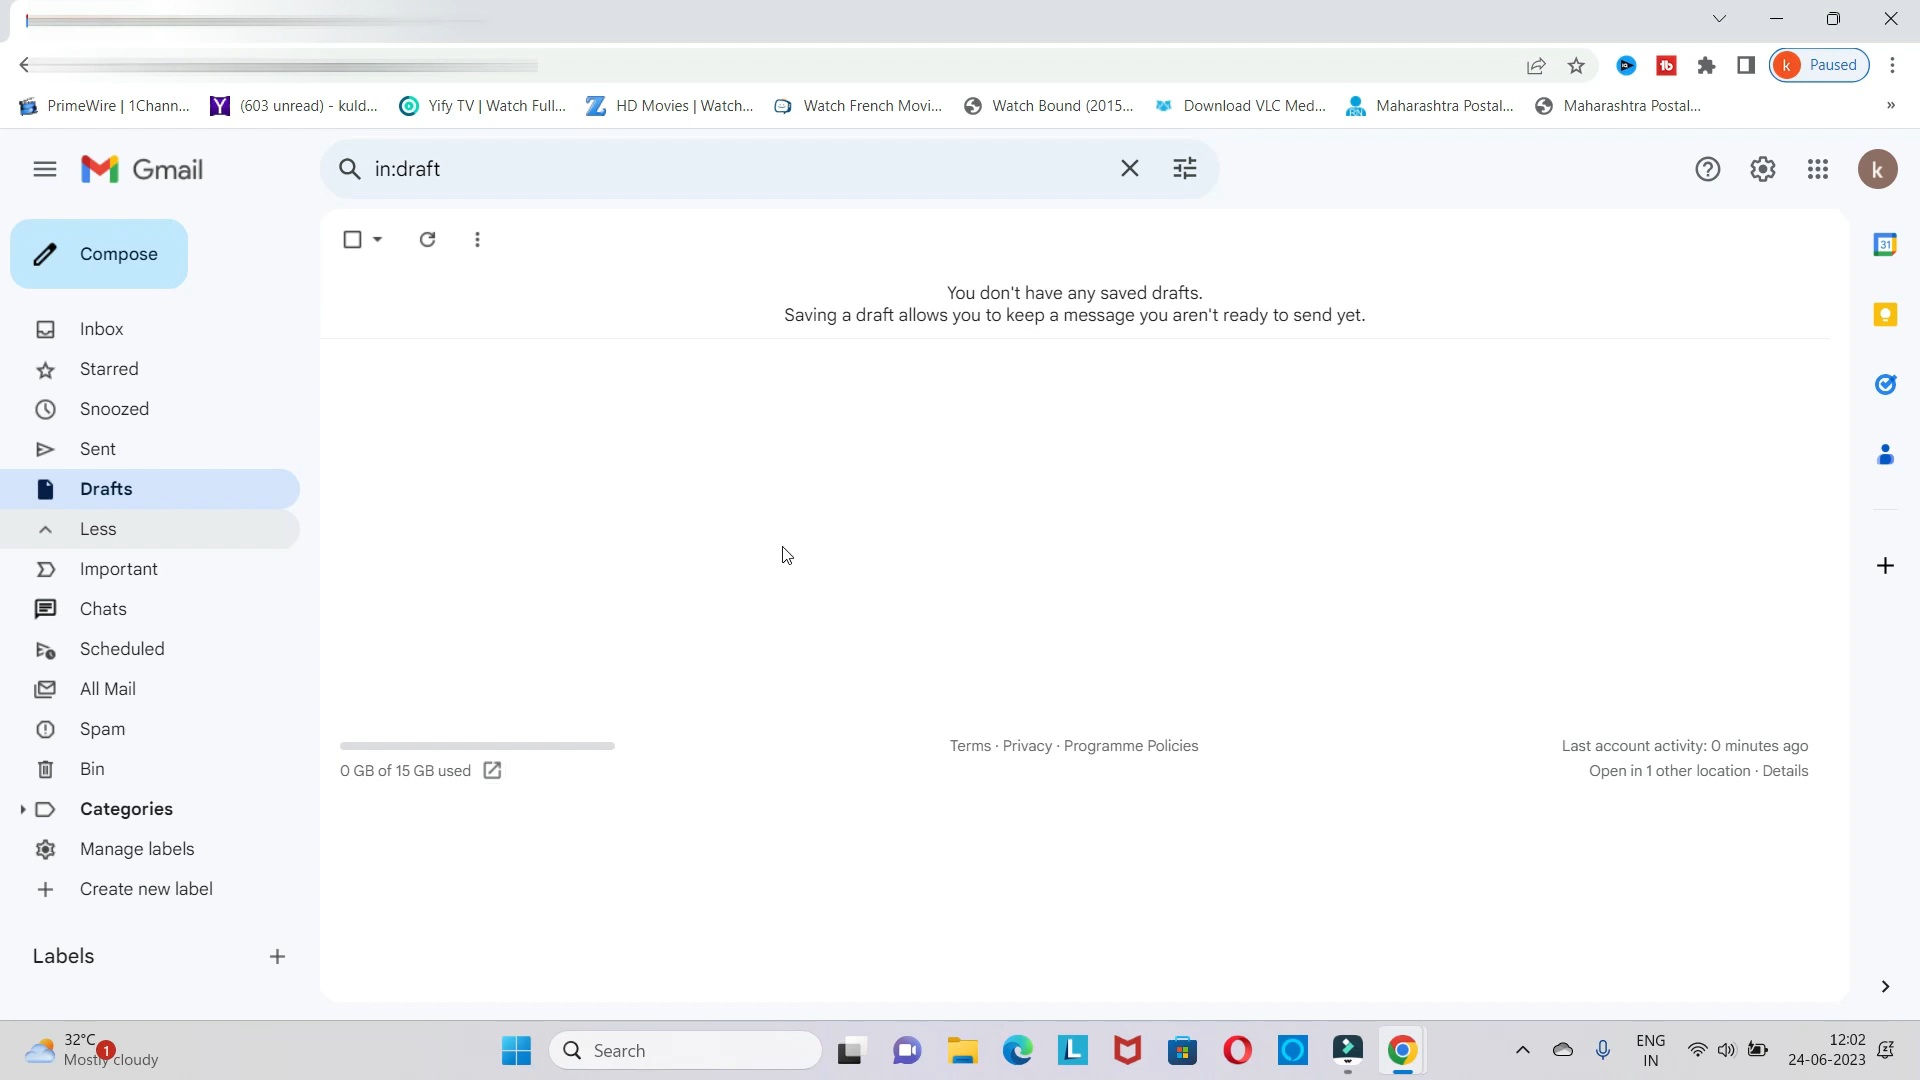 Paused
PrimeWire | 1Chann...
(603 unread) - kuld...
Yify TV | Watch Full...
HD Movies | Watch...
Watch French Movi...
Watch Bound (2015...
Download VLC Med...
Maharashtra Postal...
Maharashtra Postal...
»
Gmail
in:draft
k
Compose
You don't have any saved drafts.
Saving a draft allows you to keep a message you aren't ready to send yet.
Inbox
Starred
Snoozed
Sent
Drafts
Less
Important
Chats
Scheduled
All Mail
Spam
Bin
Categories
Manage labels
Create new label
Labels
0 GB of 15 GB used
Terms · Privacy · Programme Policies
Last account activity: 0 minutes ago
Open in 1 other location · Details
32°C
Mostly cloudy
1
Search
ENG
IN
12:02
24-06-2023